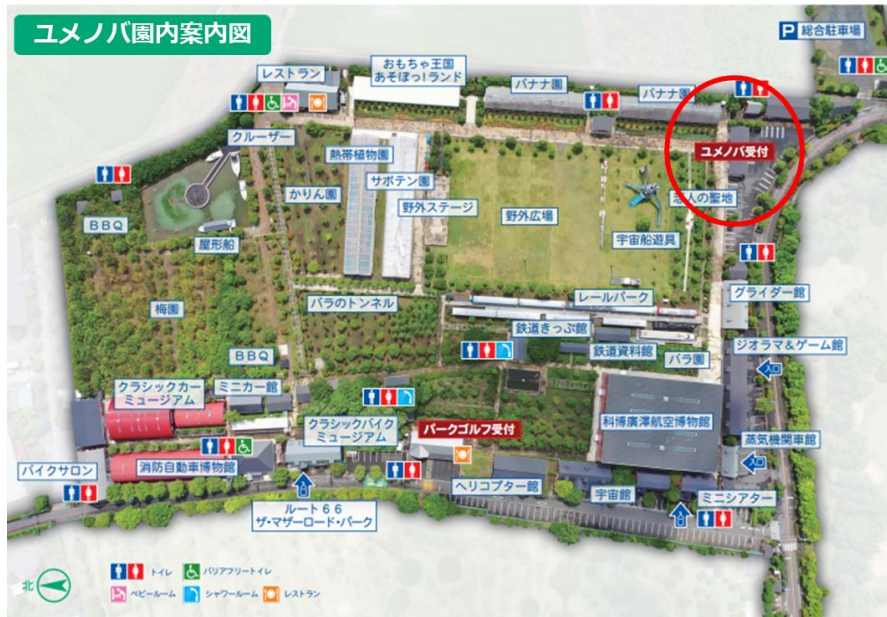 ユメノバ園内案内図
P 総合駐車場
レストラン
おもちゃ王国
あそぼっ!ランド
バナナ園
バナナ園
クルーザー
熱帯植物園
サボテン園
かりん園
野外ステージ
野外広場
ユメノバ受付
恋人の聖地
宇宙船遊具
BBQ
屋形船
梅園
バラのトンネル
レールパーク
グライダー館
鉄道きっぷ館
鉄道資料館
バラ園
ジオラマ&ゲーム館
入口
BBQ
クラシックカー
ミュージアム
ミニカー館
クラシックバイク
ミュージアム
パークゴルフ受付
科博廣澤航空博物館
蒸気機関車館
入口
バイクサロン
消防自動車博物館
ヘリコプター館
宇宙館
ミニシアター
入口
入口
ルート66
ザ・マザーロード・パーク
北
トイレ
バリアフリートイレ
ベビールーム
シャワールーム
レストラン